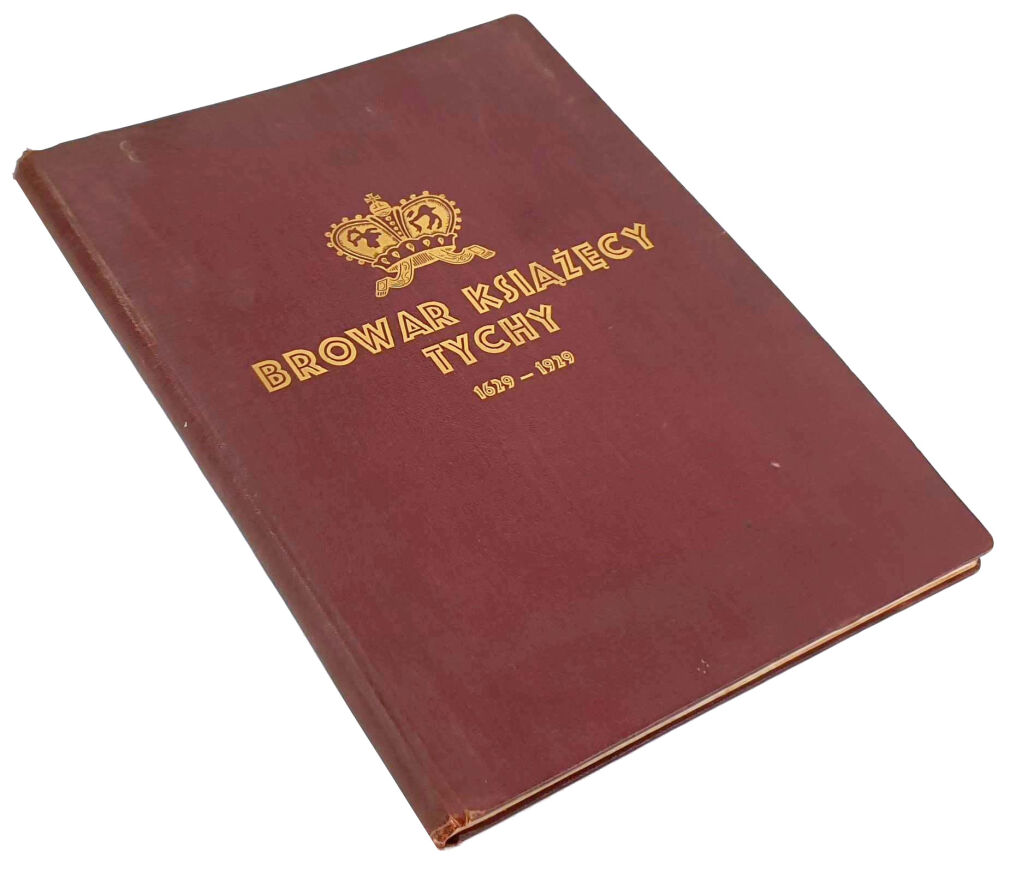 BROWAR KSIĄŻĘCY
TYCHY
1629 — 1929